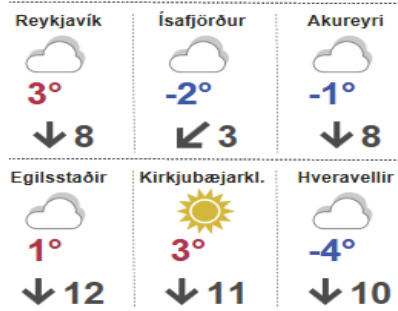 Reykjavík Ísafjörður Akureyri
3° -2° -1°
8 3 8
Egilsstaðir Kirkjubæjarkl. Hveravellir
1° 3° -4°
12 11 10